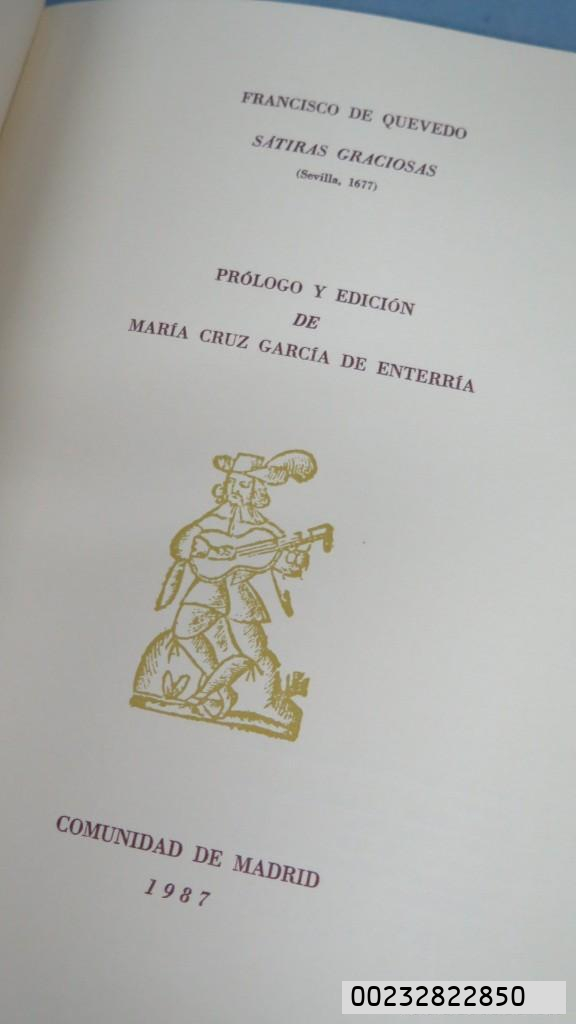 FRANCISCO DE QUEVEDO
SÁTIRAS GRACIOSAS
(Sevilla, 1677)
PRÓLOGO Y EDICIÓN
DE
MARÍA CRUZ GARCÍA DE ENTERRÍA
COMUNIDAD DE MADRID
1987
00232822850